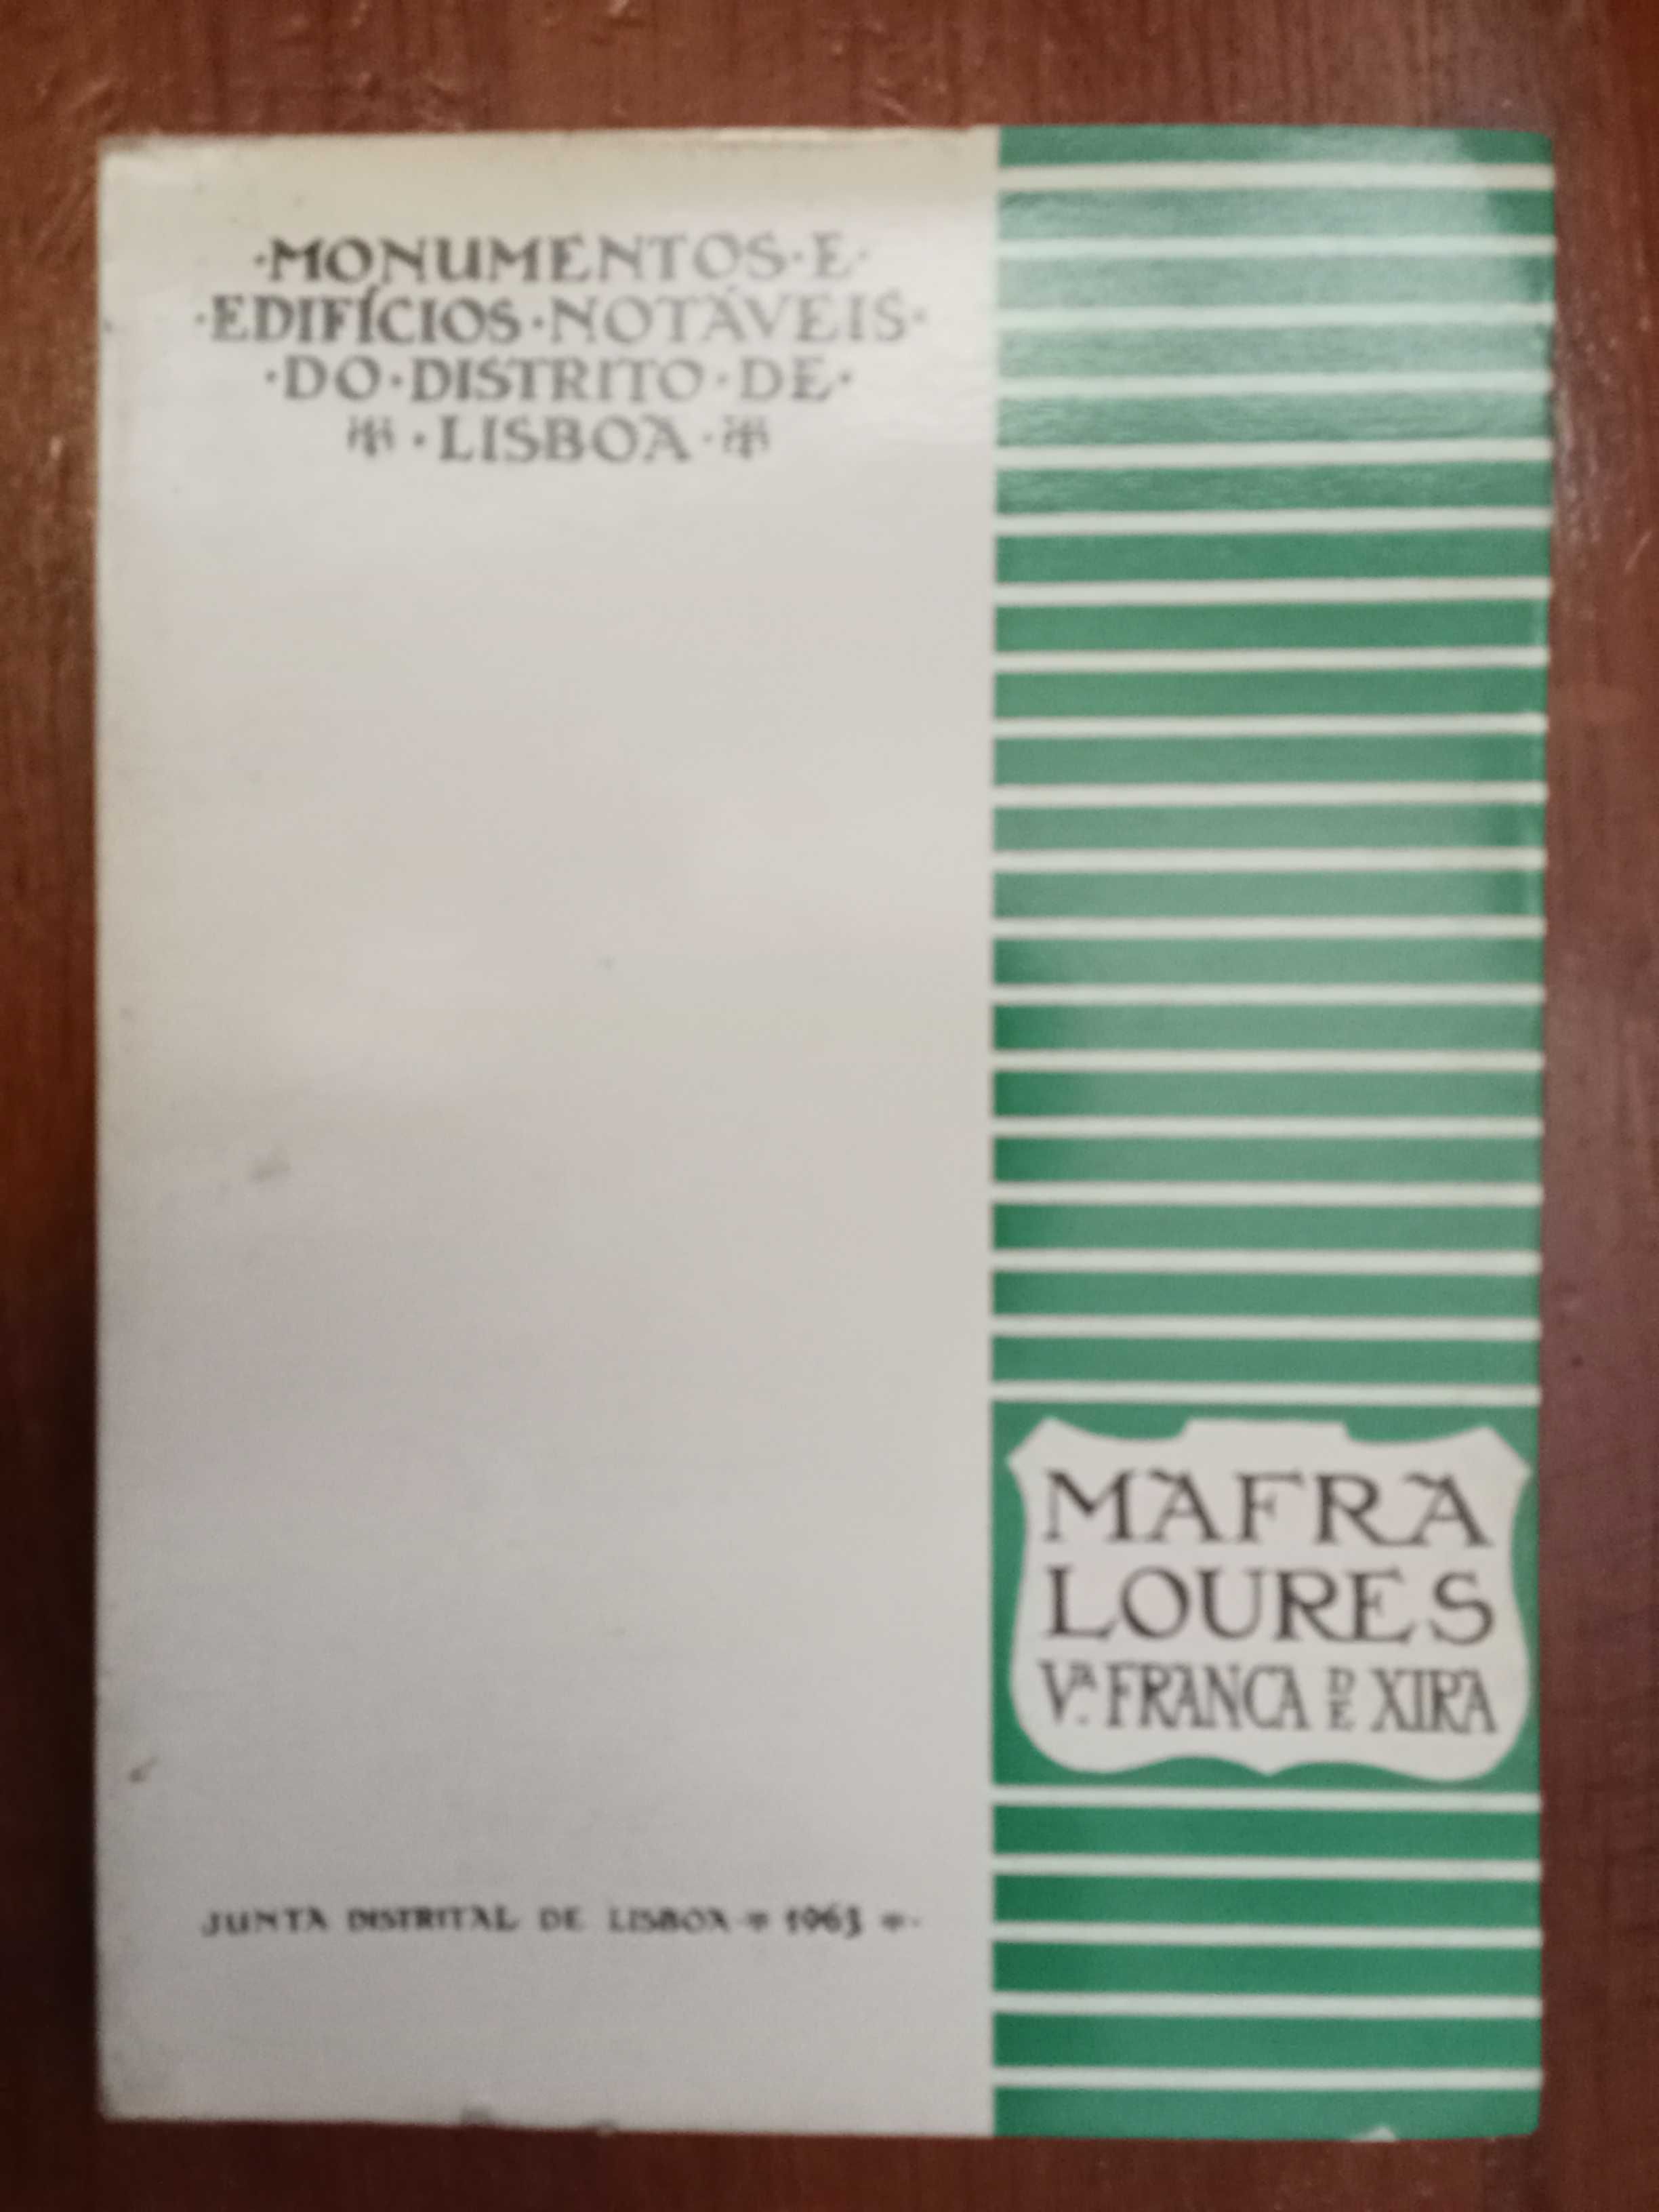 ·MONUMENTOS·E·
·EDIFÍCIOS·NOTÁVEIS·
·DO·DISTRITO·DE·
·LISBOA·
MAFRA
LOURES
Vª. FRANCA DE XIRA
JUNTA DISTRITAL DE LISBOA 1963